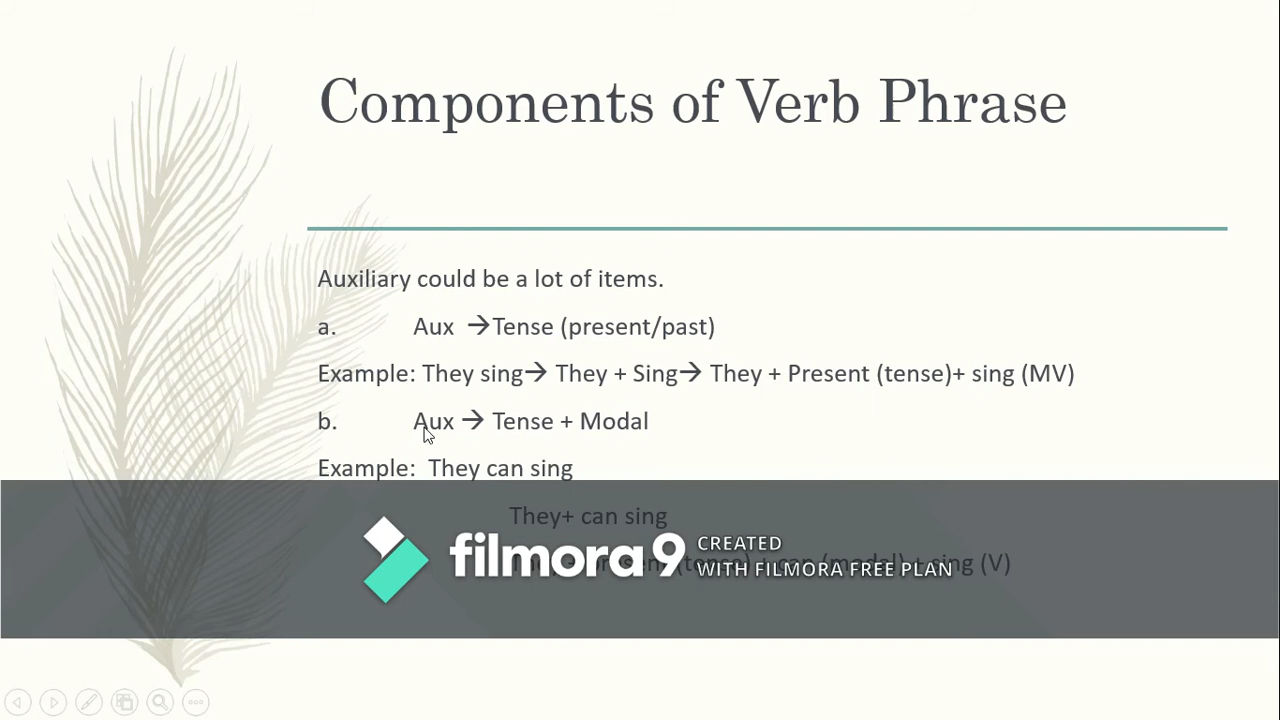 Components of Verb Phrase
Auxiliary could be a lot of items.
a. Aux → Tense (present/past)
Example: They sing→ They + Sing→ They + Present (tense)+ sing (MV)
b. Aux → Tense + Modal
Example: They can sing
They+ can sing
(modal) + sing (V)
filmora9 CREATED
WITH FILMORA FREE PLAN